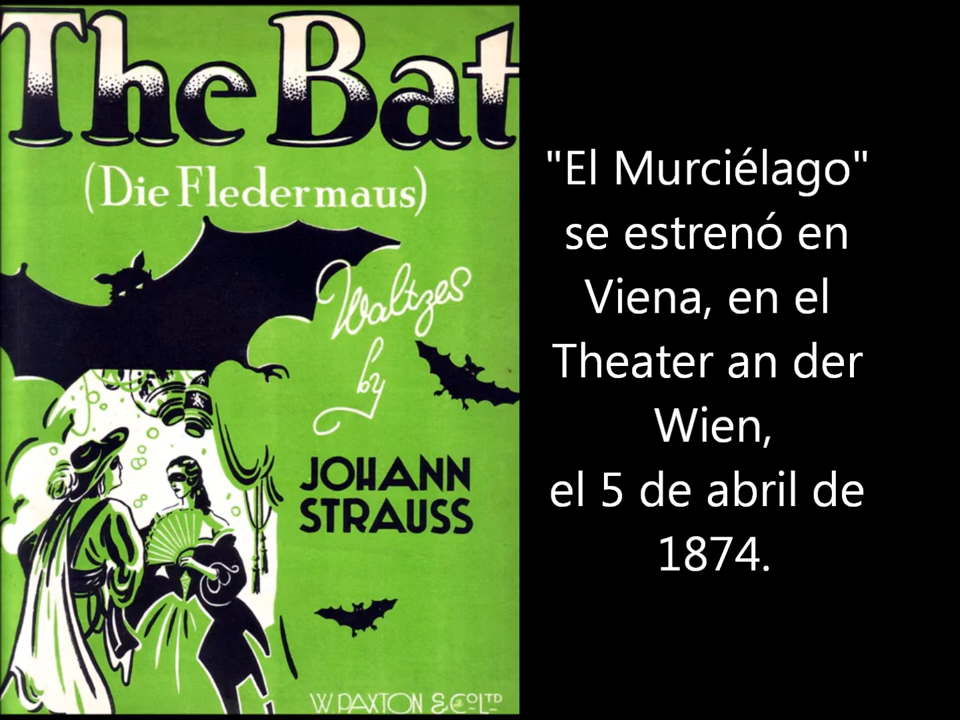 The Bat
(Die Fledermaus)
Waltzes
by
JOHANN
STRAUSS
W. PAXTON & CO LTD
"El Murciélago"
se estrenó en
Viena, en el
Theater an der
Wien,
el 5 de abril de
1874.